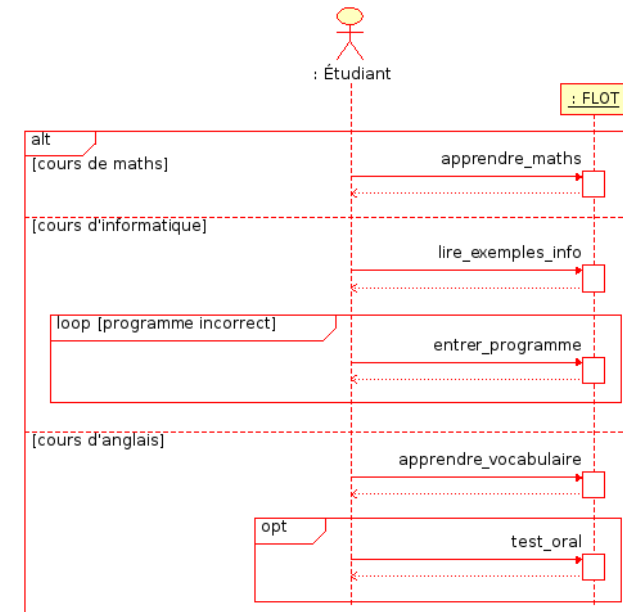 : Étudiant
: FLOT
alt
[cours de maths]
apprendre_maths
[cours d'informatique]
lire_exemples_info
loop [programme incorrect]
entrer_programme
[cours d'anglais]
apprendre_vocabulaire
opt
test_oral